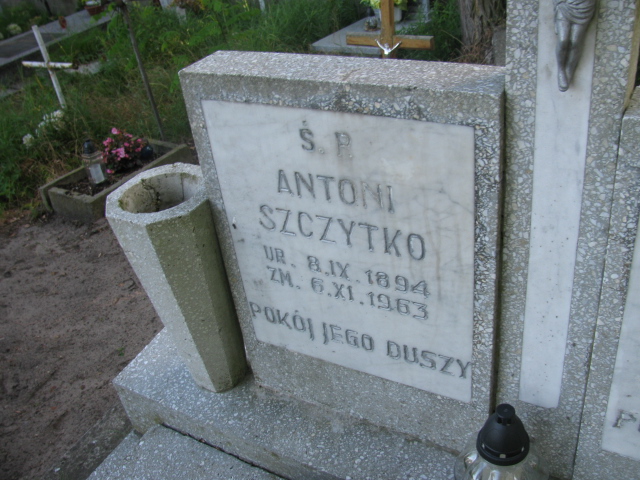 Ś. P.
ANTONI
SZCZYTKO
UR. 8.IX. 1894
ZM. 6.XI.1963
POKÓJ JEGO DUSZY